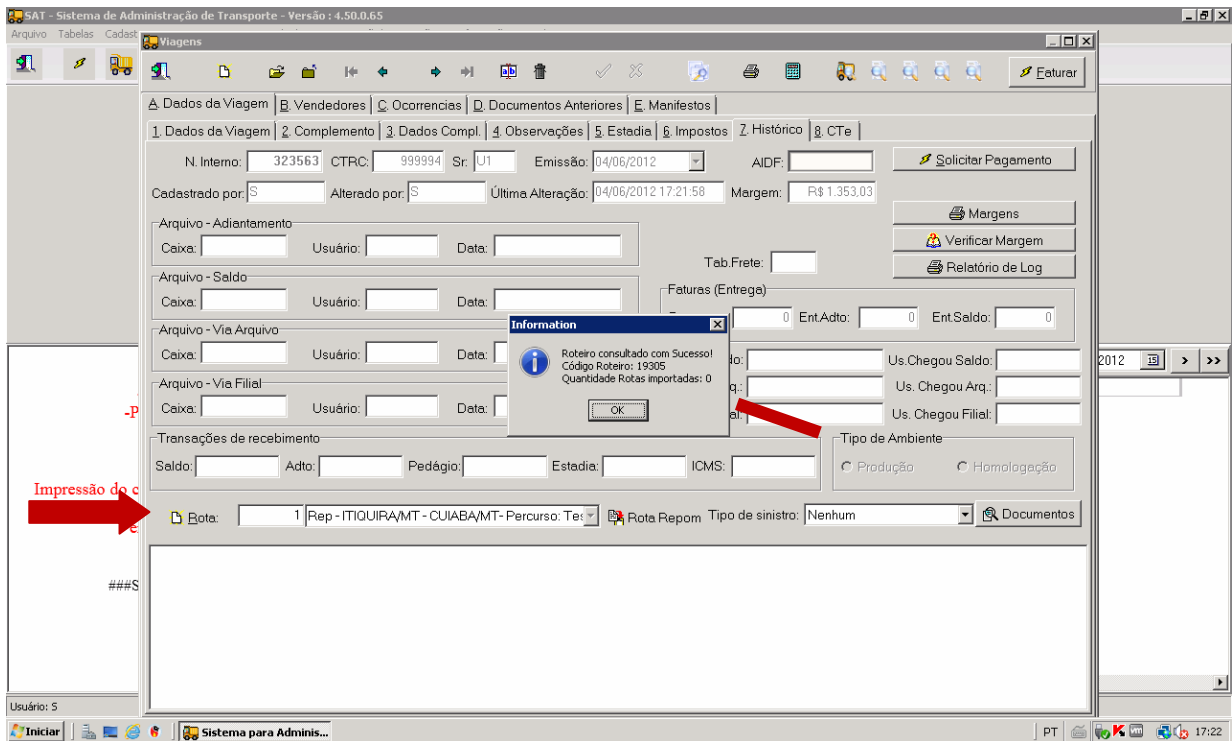 SAT - Sistema de Administração de Transporte - Versão : 4.50.0.65
Arquivo Tabelas Cadast
Viagens
Faturar
A. Dados da Viagem B. Vendedores C. Ocorrencias D. Documentos Anteriores E. Manifestos
1. Dados da Viagem 2. Complemento 3. Dados Compl. 4. Observações 5. Estadia 6. Impostos 7. Histórico 8. CTe
N. Interno: 323563 CTRC: 999994 Sr: U1 Emissão: 04/06/2012 AIDF: Solicitar Pagamento
Cadastrado por: S Alterado por: S Última Alteração: 04/06/2012 17:21:58 Margem: R$ 1.353,03
Margens
Arquivo - Adiantamento
Caixa: Usuário: Data:
Verificar Margem
Tab.Frete:
Relatório de Log
Arquivo - Saldo
Caixa: Usuário: Data:
Faturas (Entrega)
0 Ent.Adto: 0 Ent.Saldo: 0
Information
Roteiro consultado com Sucesso!
Código Roteiro: 19305
Quantidade Rotas importadas: 0
OK
Arquivo - Via Arquivo
Caixa: Usuário: Data:
do: Us.Chegou Saldo:
2012 15 > >>
Arquivo - Via Filial
q.: Us. Chegou Arq.:
Caixa: Usuário: Data:
al: Us. Chegou Filial:
-P
Transações de recebimento
Saldo: Adto: Pedágio: Estadia: ICMS:
Tipo de Ambiente
Produção Homologação
Impressão do c
Rota: 1 Rep - ITIQUIRA/MT - CUIABA/MT- Percurso: Tes Rota Repom Tipo de sinistro: Nenhum Documentos
###S
Usuário: S
Iniciar Sistema para Adminis... PT 17:22